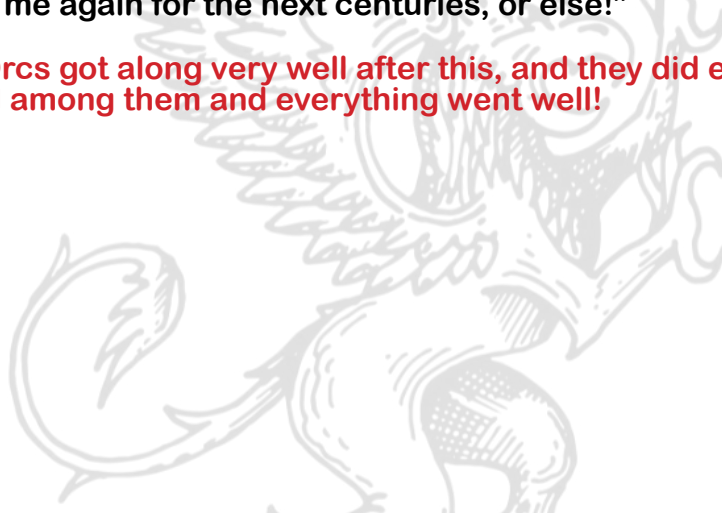 me again for the next centuries, or else!"
rcs got along very well after this, and they did e
among them and everything went well!